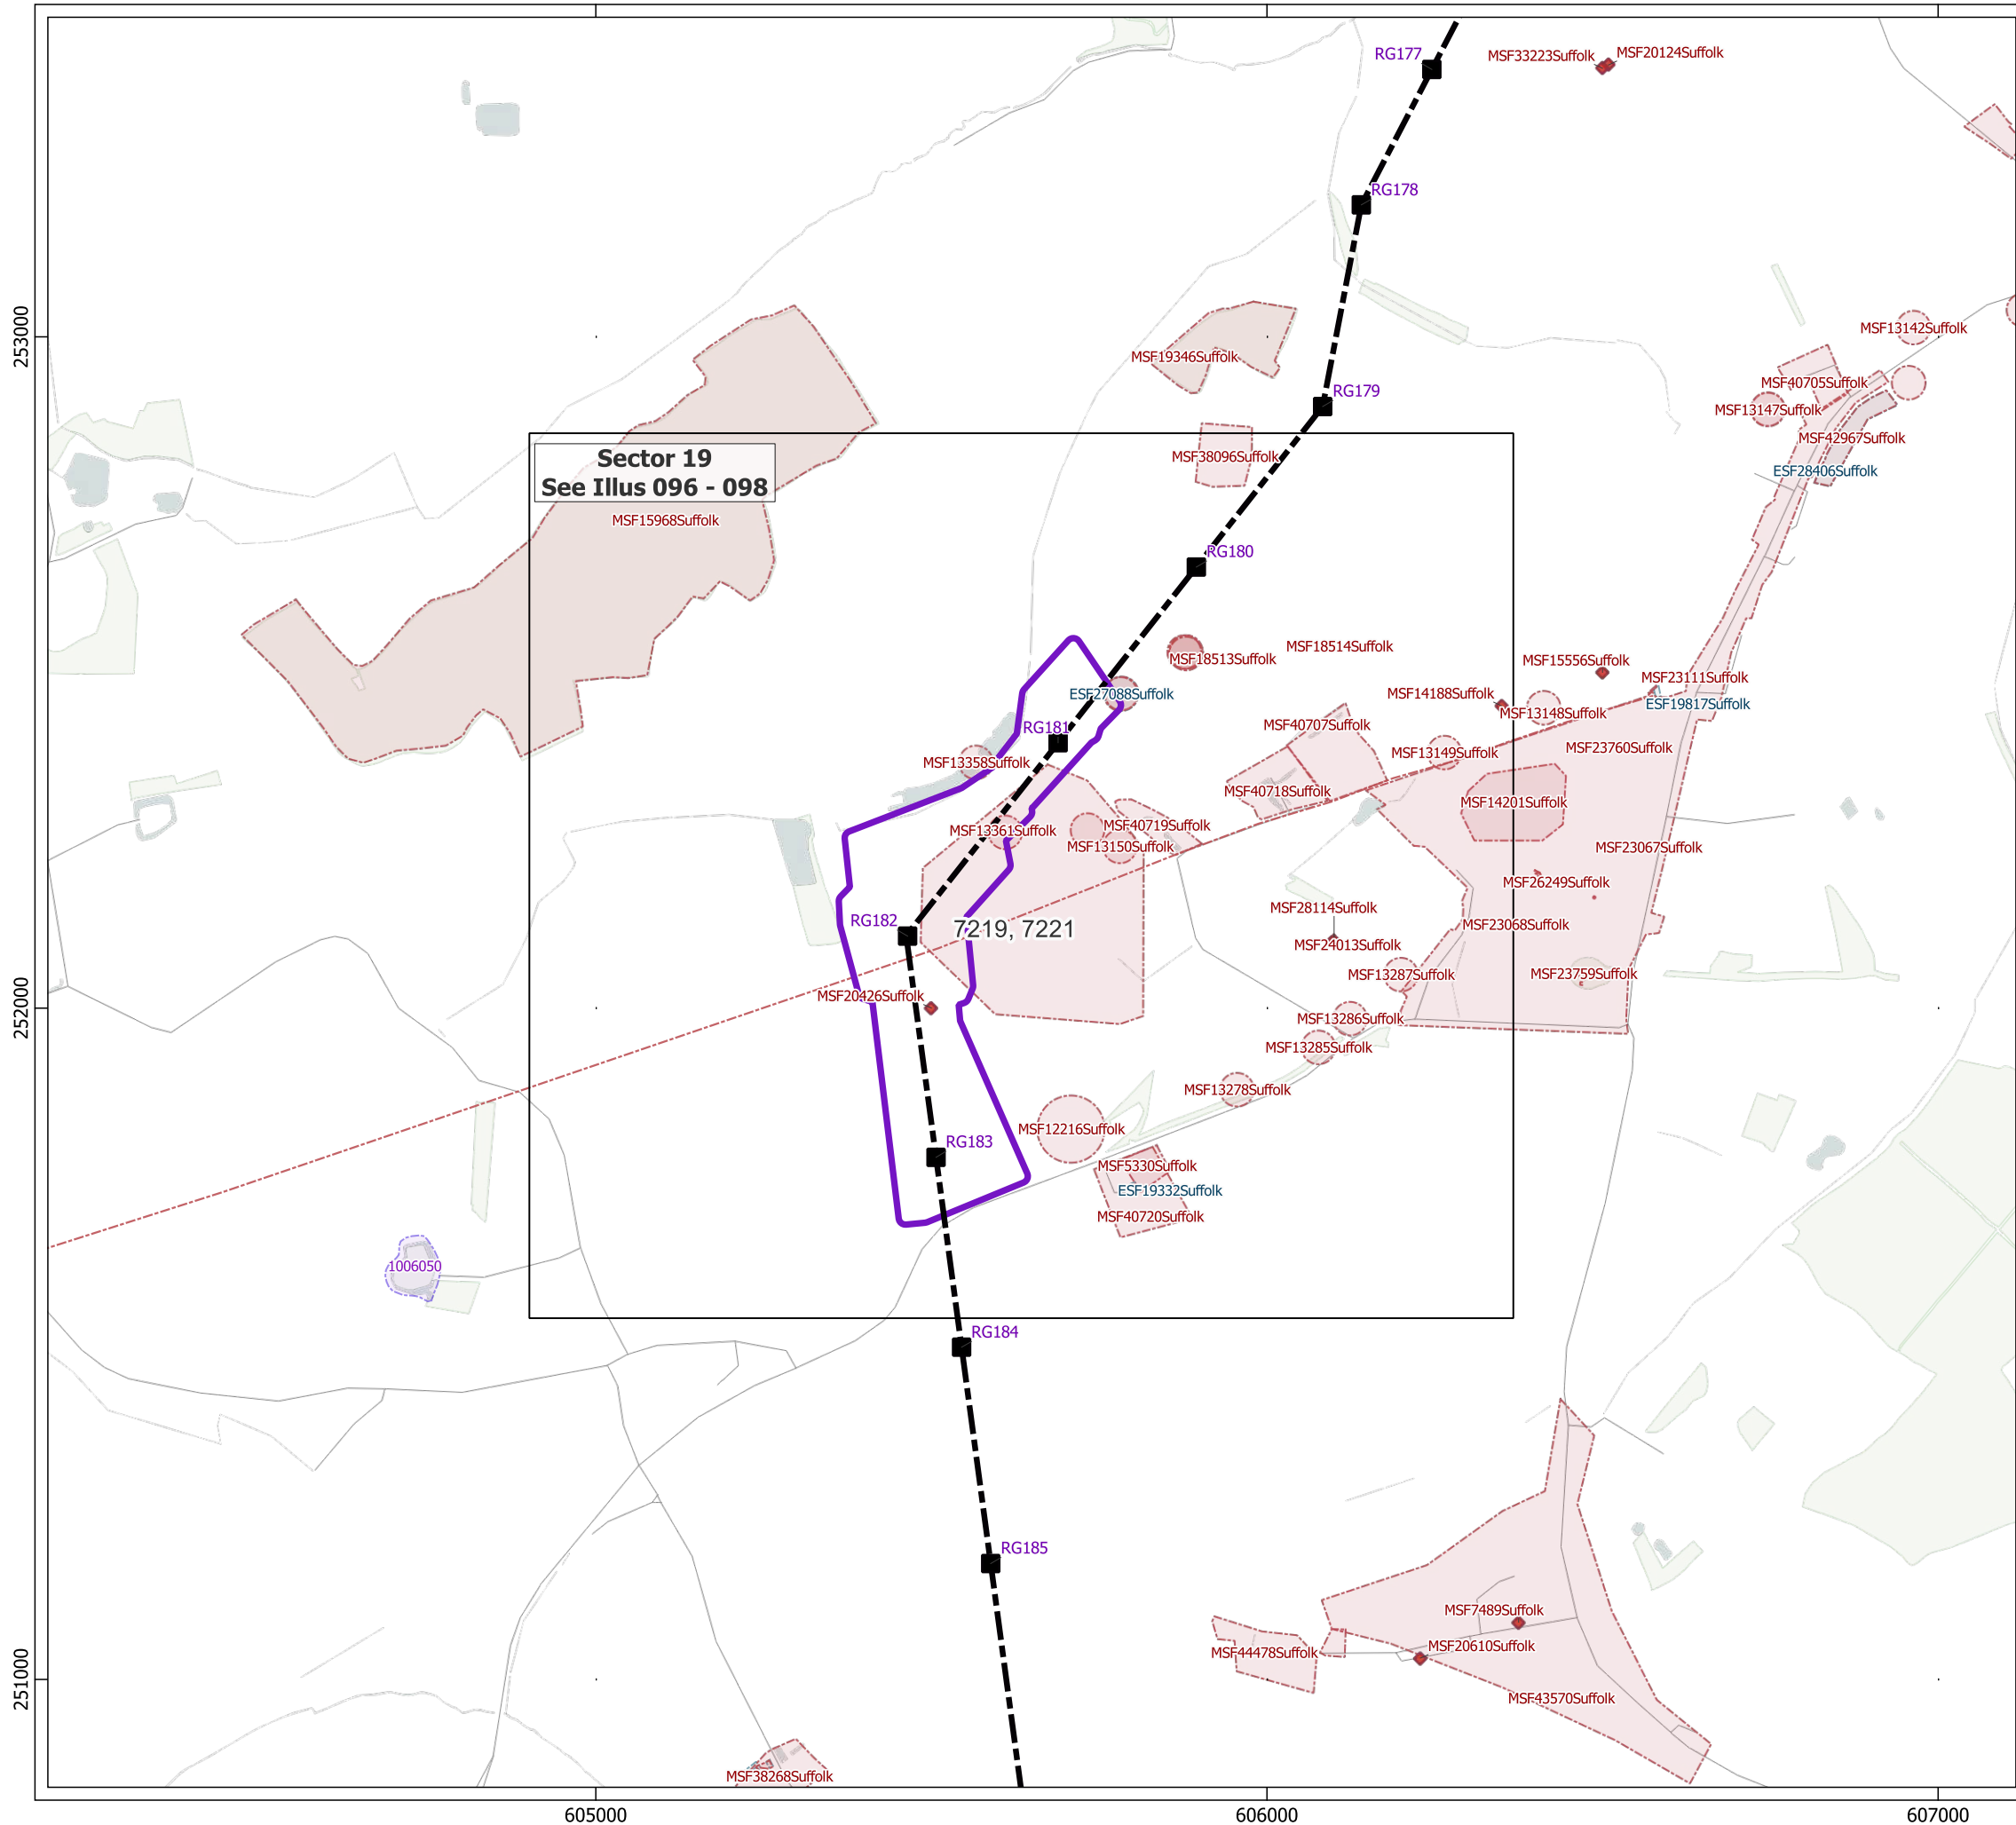 RG177
MSF33223Suffolk
MSF20124Suffolk
RG178
253000
MSF13142Suffolk
MSF19346Suffolk
MSF40705Suffolk
RG179
MSF13147Suffolk
MSF42967Suffolk
Sector 19
See Illus 096 - 098
MSF38096Suffolk
ESF28406Suffolk
MSF15968Suffolk
RG180
MSF18514Suffolk
MSF18513Suffolk
MSF15556Suffolk
MSF23111Suffolk
ESF27088Suffolk
MSF14188Suffolk
ESF19817Suffolk
MSF13148Suffolk
RG181
MSF40707Suffolk
MSF23760Suffolk
MSF13149Suffolk
MSF13358Suffolk
MSF40718Suffolk
MSF14201Suffolk
MSF13361Suffolk
MSF40719Suffolk
MSF13150Suffolk
MSF23067Suffolk
MSF26249Suffolk
MSF28114Suffolk
RG182
7219, 7221
MSF23068Suffolk
MSF24013Suffolk
MSF13287Suffolk
MSF23759Suffolk
MSF20426Suffolk
252000
MSF13286Suffolk
MSF13285Suffolk
MSF13278Suffolk
MSF12216Suffolk
RG183
MSF5330Suffolk
ESF19332Suffolk
MSF40720Suffolk
1006050
RG184
RG185
MSF7489Suffolk
MSF20610Suffolk
MSF44478Suffolk
251000
MSF43570Suffolk
MSF38268Suffolk
605000
606000
607000